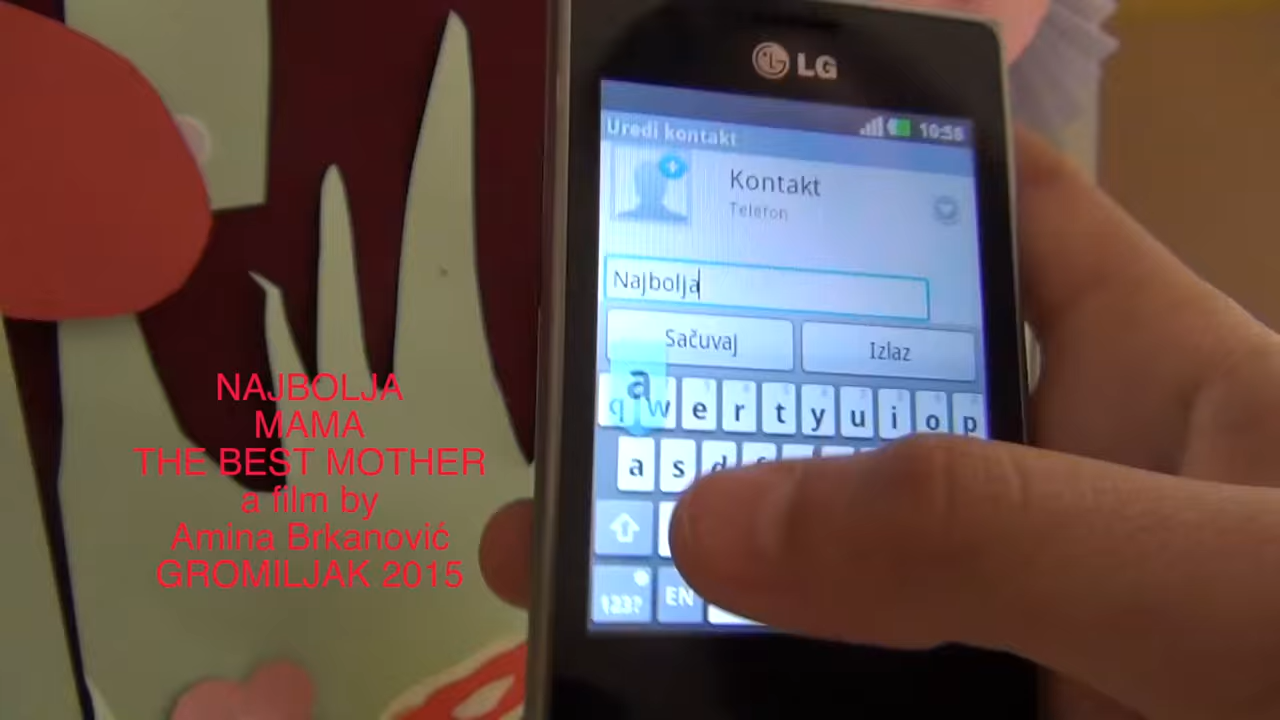 LG
Uredi kontakt 10:56
Kontakt
Telefon
Najbolja
Sačuvaj Izlaz
a
q w e r t y u i o p
a s d f
123? EN
NAJBOLJA
MAMA
THE BEST MOTHER
a film by
Amina Brkanović
GROMILJAK 2015